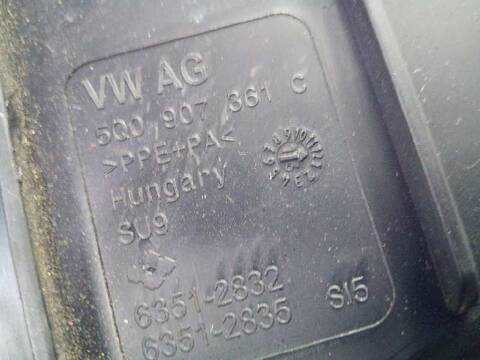 VW AG
5Q0 907 361 C
>PPE+PA<
Hungary
SU9
6351-2832
6351-2835 S15